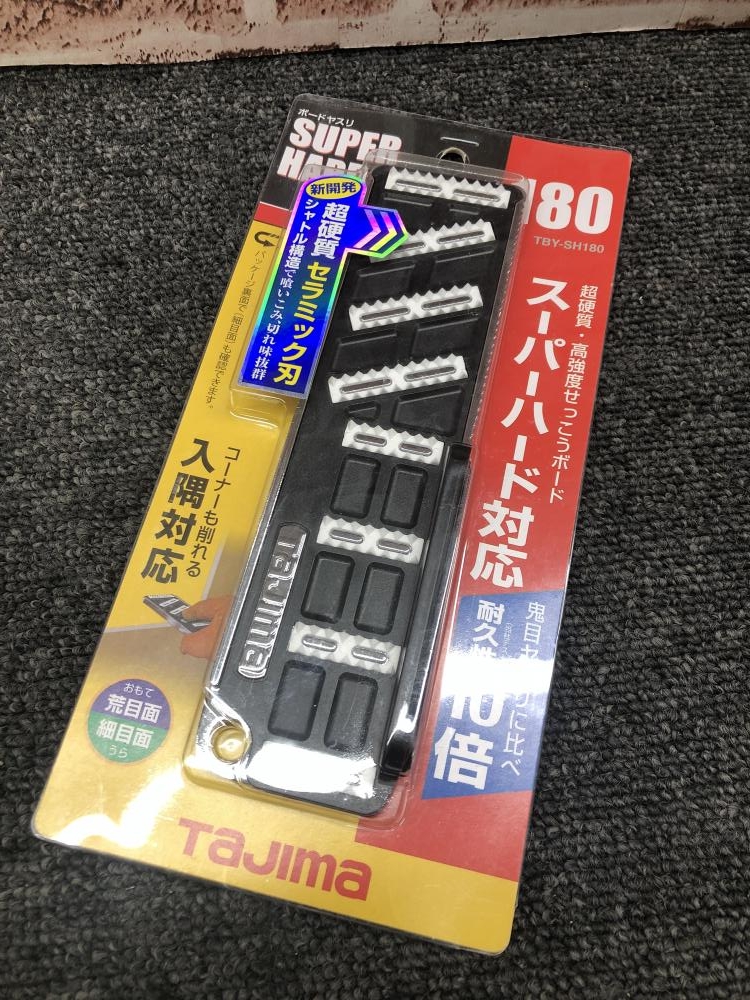 ボードヤスリ
SUPER
180
TBY-SH180
新開発
超硬質 セラミック刃
シャトル構造で喰いこみ、切れ味抜群
パッケージ裏面で「細目面」も確認できます。
超硬質・高強度せっこうボード
スーパーハード対応
コーナーも削れる
入隅対応
鬼目ヤスリに比べ
耐久性10倍
おもて
荒目面
細目面
うら
TAJIMA
TAJIMA